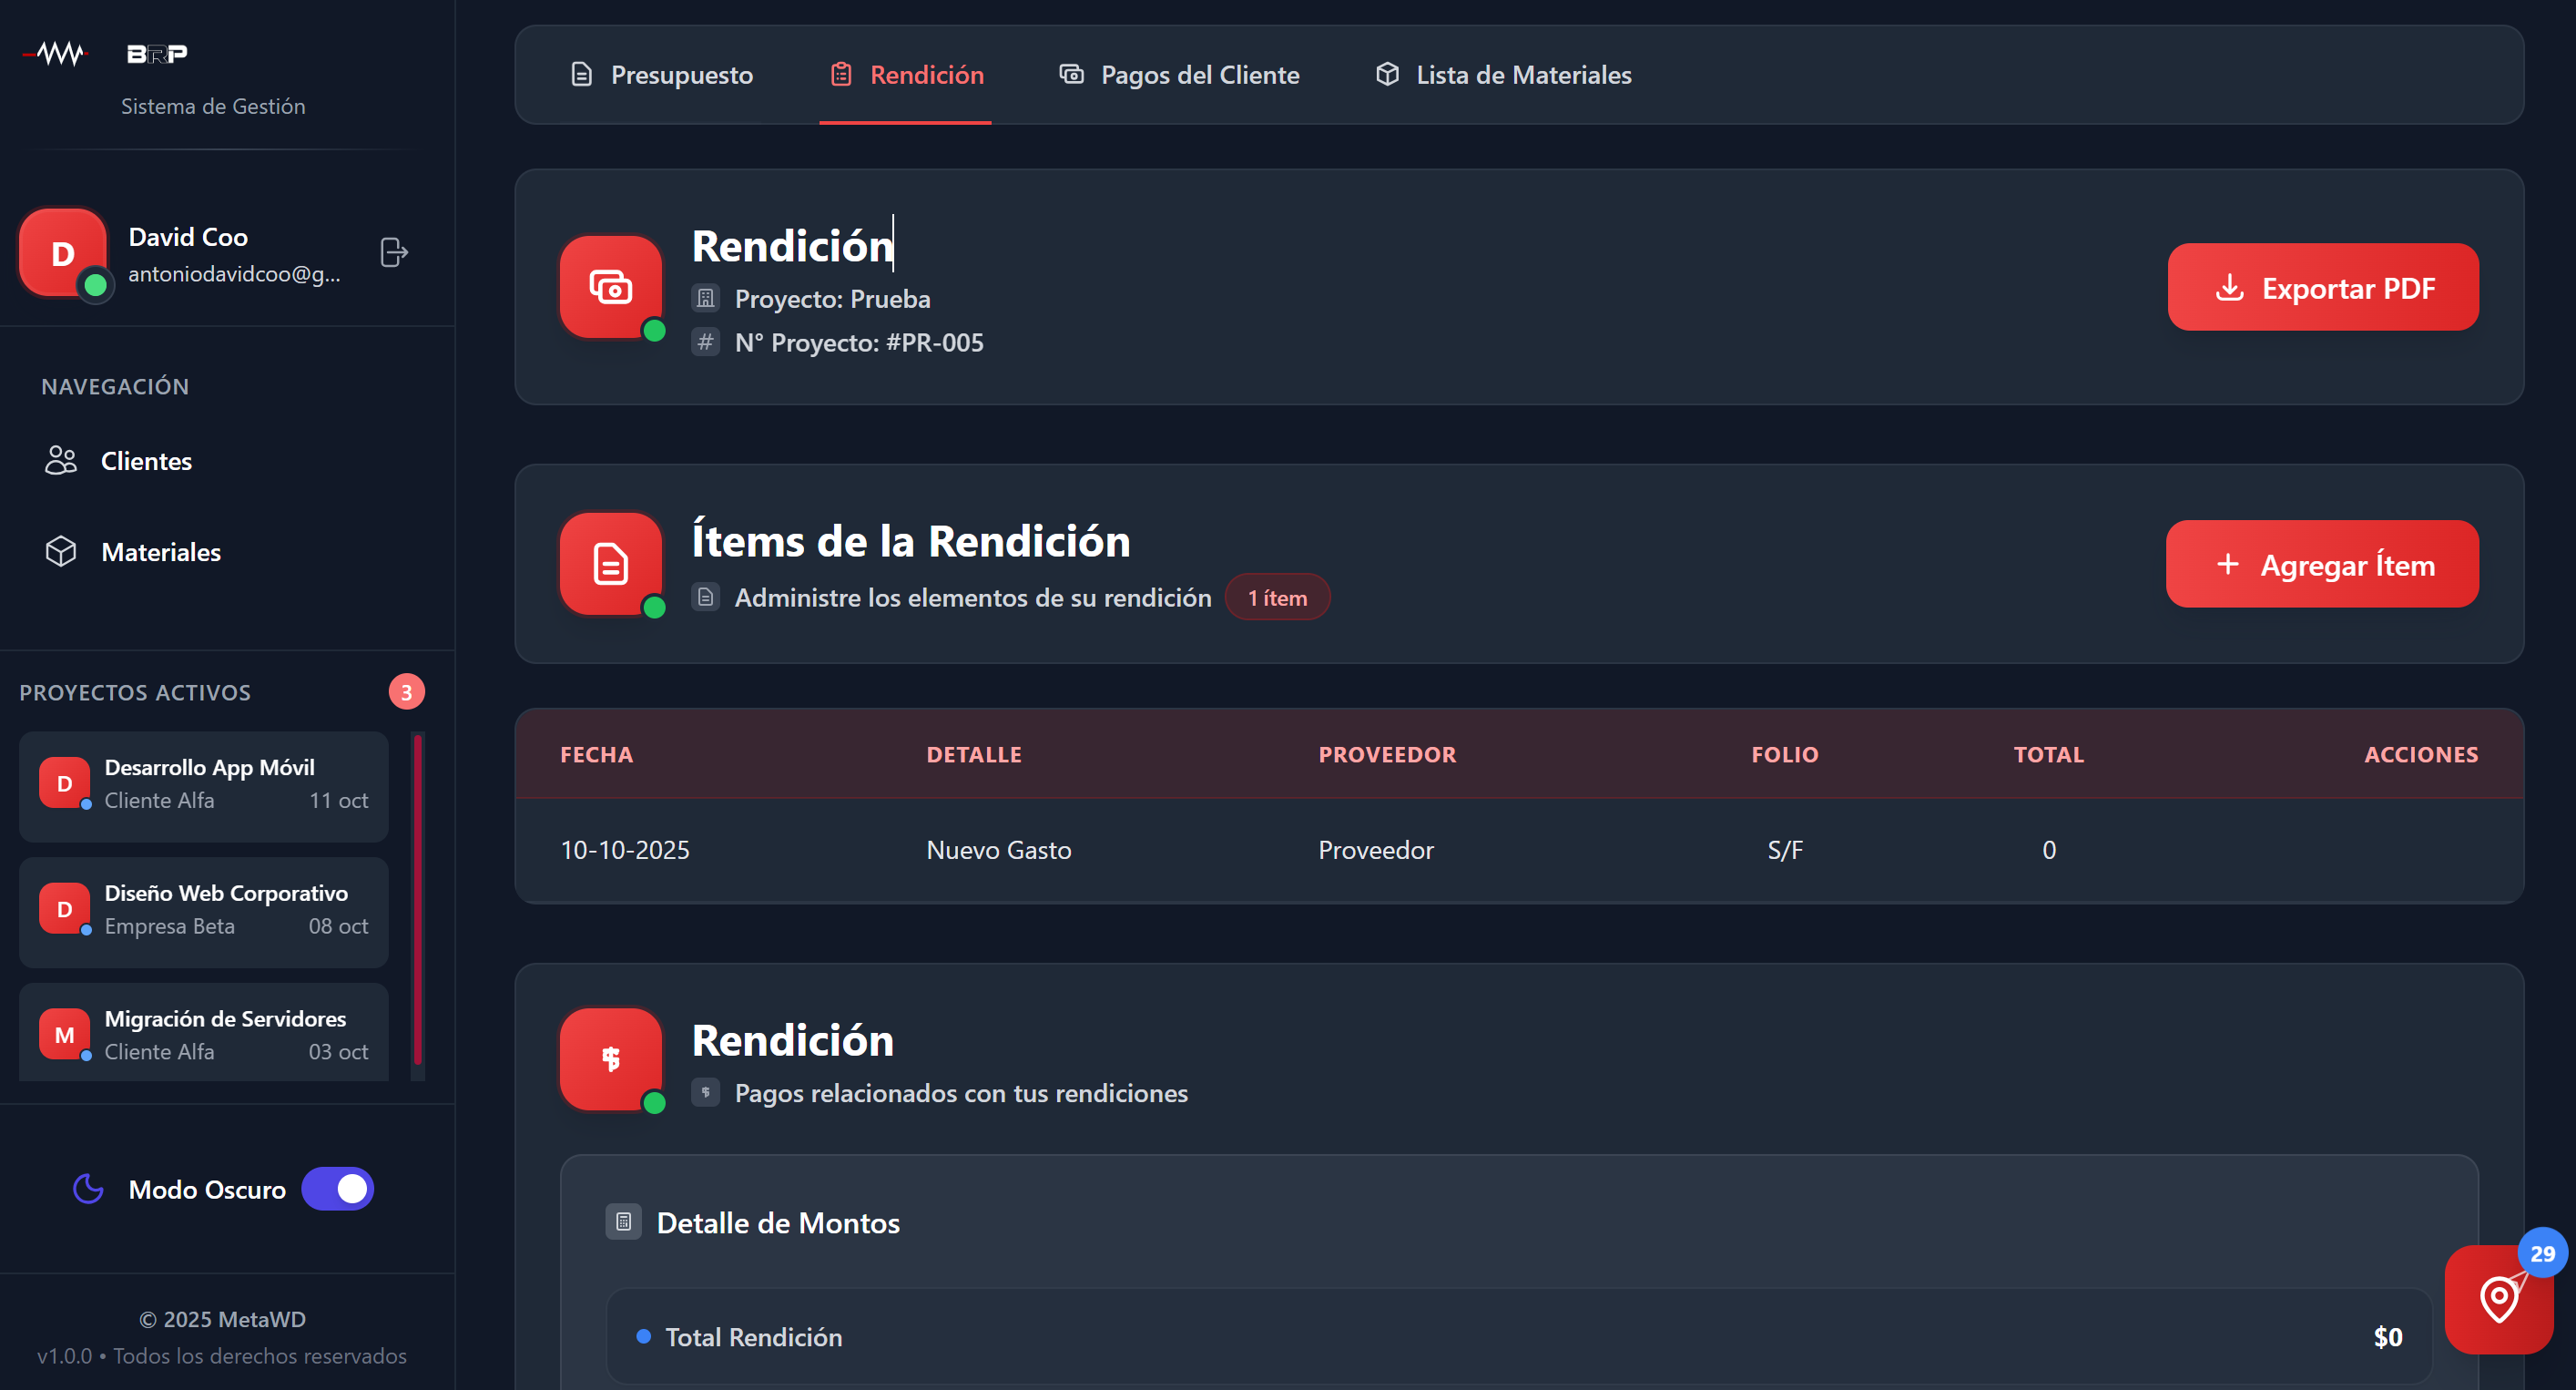 BRP
Sistema de Gestión
D
David Coo
antoniodavidcoo@g...
NAVEGACIÓN
Clientes
Materiales
PROYECTOS ACTIVOS 3
D
Desarrollo App Móvil
Cliente Alfa 11 oct
D
Diseño Web Corporativo
Empresa Beta 08 oct
M
Migración de Servidores
Cliente Alfa 03 oct
Modo Oscuro
© 2025 MetaWD
v1.0.0 • Todos los derechos reservados
Presupuesto Rendición Pagos del Cliente Lista de Materiales
Rendición
Proyecto: Prueba
# N° Proyecto: #PR-005
Exportar PDF
Ítems de la Rendición
Administre los elementos de su rendición 1 ítem
+ Agregar Ítem
FECHA DETALLE PROVEEDOR FOLIO TOTAL ACCIONES
10-10-2025 Nuevo Gasto Proveedor S/F 0
$
Rendición
$ Pagos relacionados con tus rendiciones
Detalle de Montos
Total Rendición $0
29